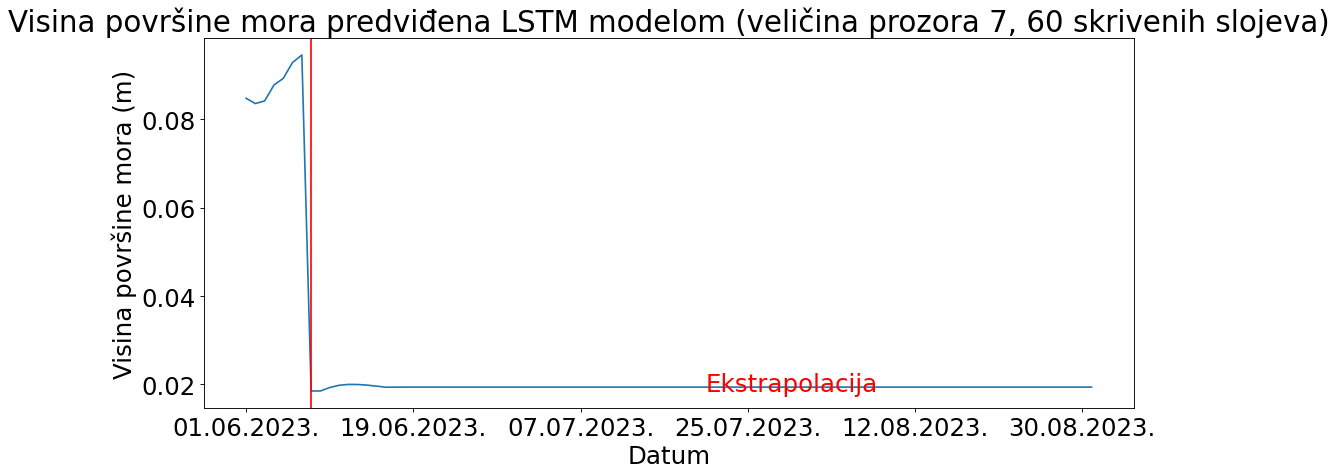 Visina površine mora predviđena LSTM modelom (veličina prozora 7, 60 skrivenih slojeva)
Visina površine mora (m)
0.08
0.06
0.04
0.02
Ekstrapolacija
01.06.2023. 19.06.2023. 07.07.2023. 25.07.2023. 12.08.2023. 30.08.2023.
Datum